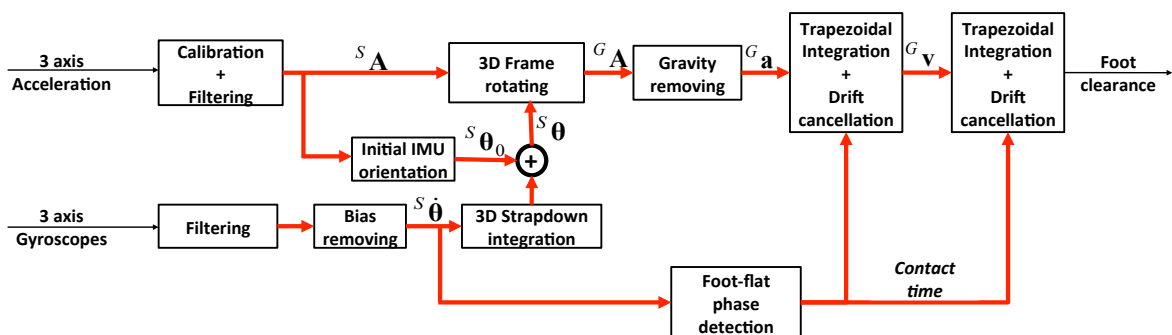 3 axis
Acceleration
Calibration
+
Filtering
S A
3D Frame
rotating
G A
Gravity
removing
G a
Trapezoidal
Integration
+
Drift
cancellation
G v
Trapezoidal
Integration
+
Drift
cancellation
Foot
clearance
Initial IMU
orientation
S θ0
+
S θ
3 axis
Gyroscopes
Filtering
Bias
removing
S θ̇
3D Strapdown
integration
Foot-flat
phase
detection
Contact
time